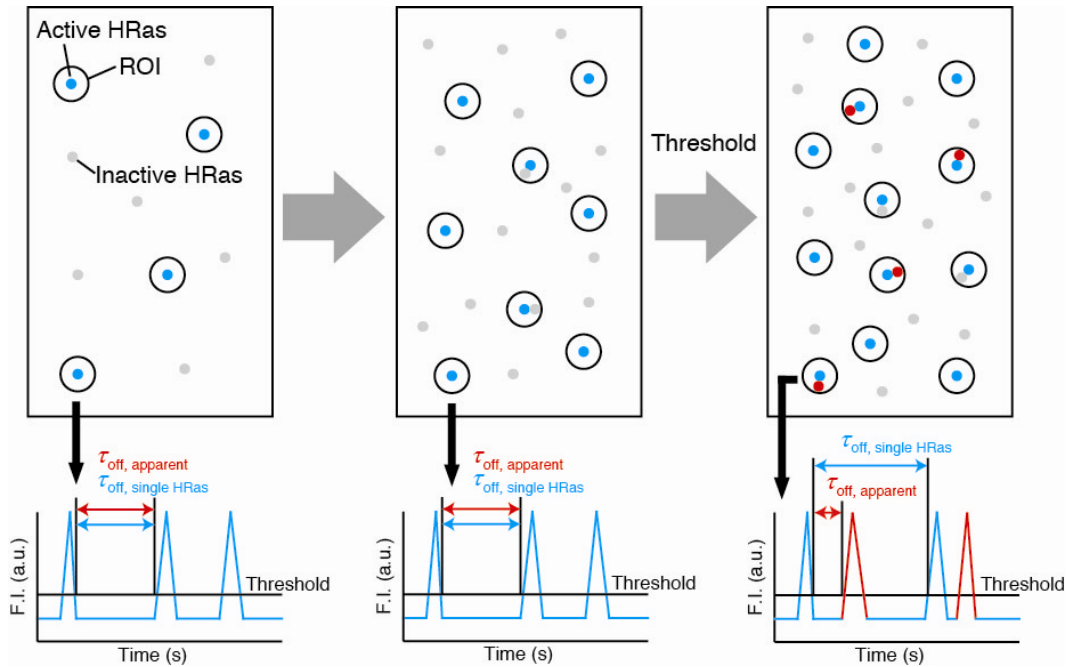 Active HRas
ROI
Inactive HRas
Threshold
τoff, apparent
τoff, single HRas
F.I. (a.u.)
Threshold
Time (s)
τoff, apparent
τoff, single HRas
F.I. (a.u.)
Threshold
Time (s)
τoff, single HRas
τoff, apparent
F.I. (a.u.)
Threshold
Time (s)